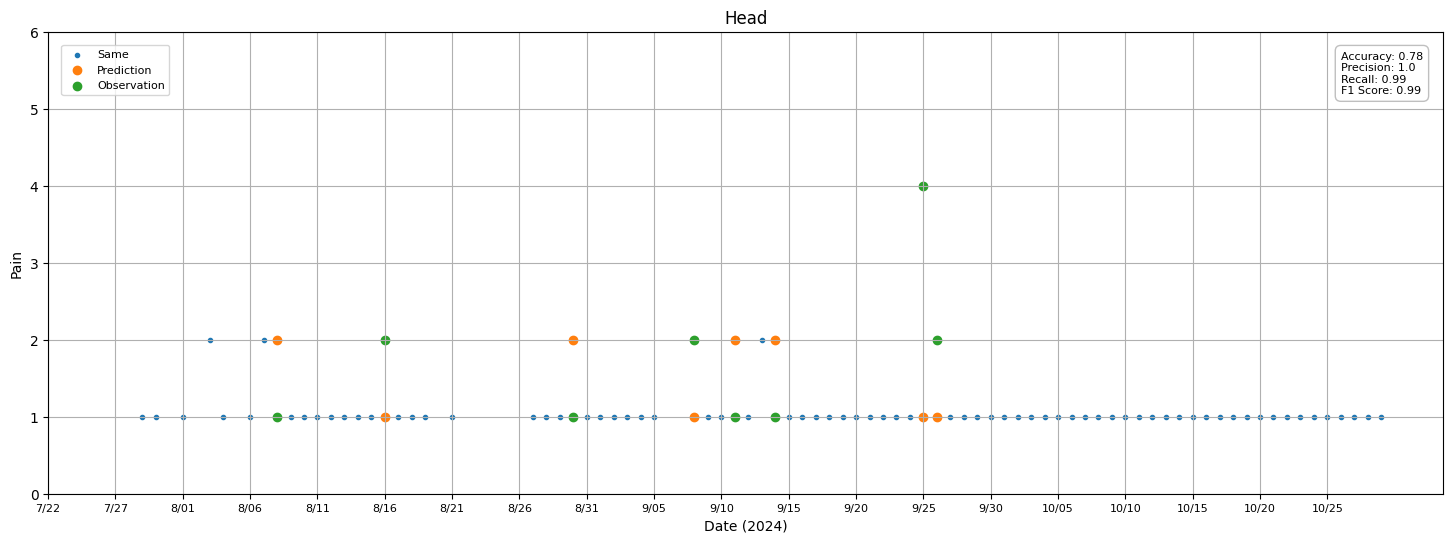 Head
Same
Prediction
Observation
Accuracy: 0.78
Precision: 1.0
Recall: 0.99
F1 Score: 0.99
Pain
6
5
4
3
2
1
0
7/22 7/27 8/01 8/06 8/11 8/16 8/21 8/26 8/31 9/05 9/10 9/15 9/20 9/25 9/30 10/05 10/10 10/15 10/20 10/25
Date (2024)